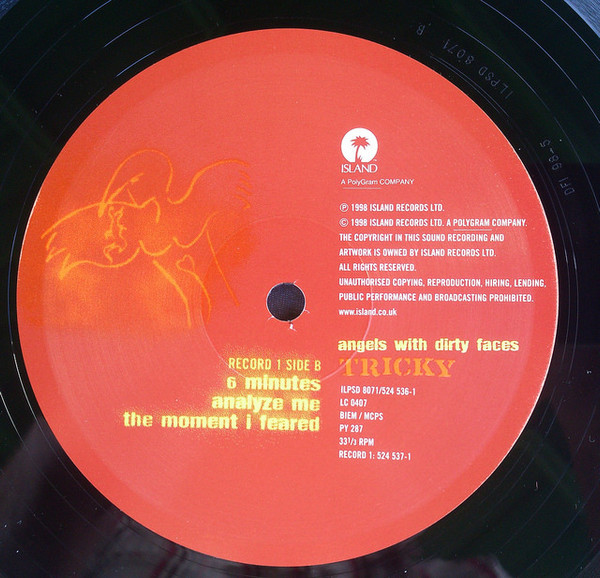 ISLAND
A PolyGram COMPANY
℗ 1998 ISLAND RECORDS LTD.
© 1998 ISLAND RECORDS LTD. A POLYGRAM COMPANY.
THE COPYRIGHT IN THIS SOUND RECORDING AND
ARTWORK IS OWNED BY ISLAND RECORDS LTD.
ALL RIGHTS RESERVED.
UNAUTHORISED COPYING, REPRODUCTION, HIRING, LENDING,
PUBLIC PERFORMANCE AND BROADCASTING PROHIBITED.
www.island.co.uk
angels with dirty faces
TRICKY
ILPSD 8071/524 536-1
LC 0407
BIEM / MCPS
PY 287
33 1/3 RPM
RECORD 1: 524 537-1
RECORD 1 SIDE B
6 minutes
analyze me
the moment i feared
ILPSD 8071 B